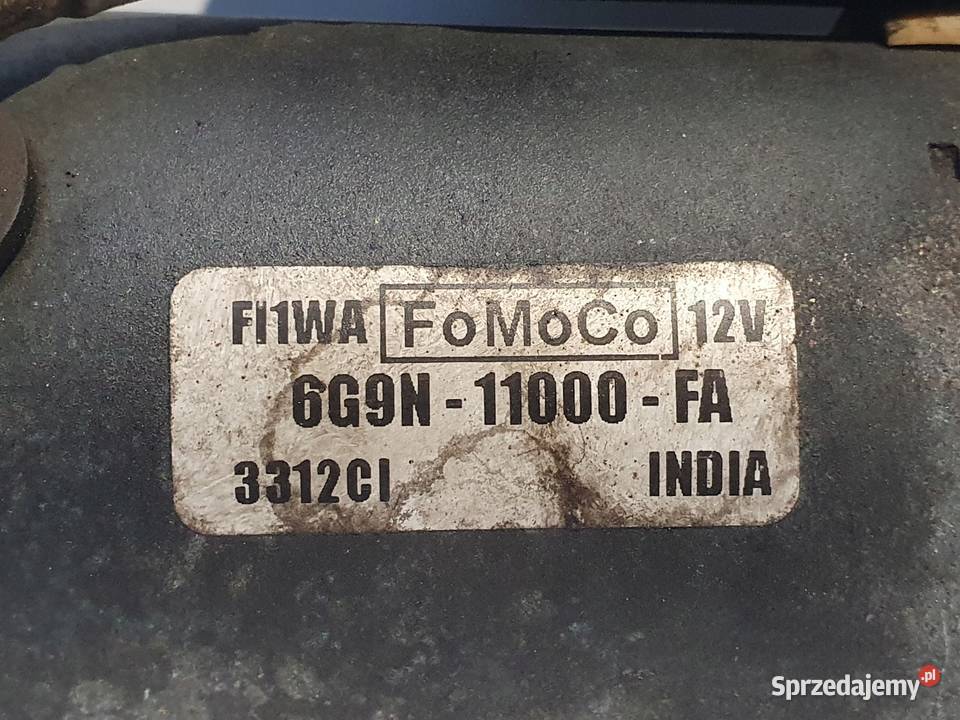 FI1WA FoMoCo 12V
6G9N - 11000 - FA
3312CI INDIA
Sprzedajemy.pl